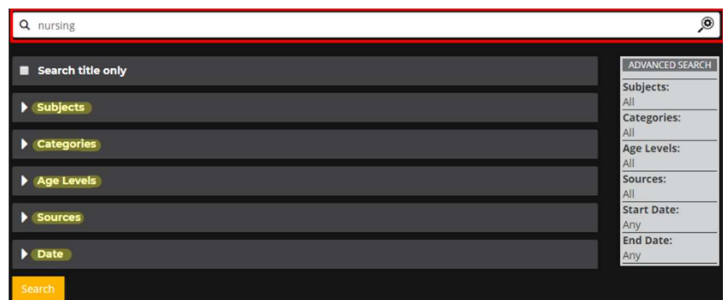 nursing
Search title only
Subjects
Categories
Age Levels
Sources
Date
Search
ADVANCED SEARCH
Subjects:
All
Categories:
All
Age Levels:
All
Sources:
All
Start Date:
Any
End Date:
Any